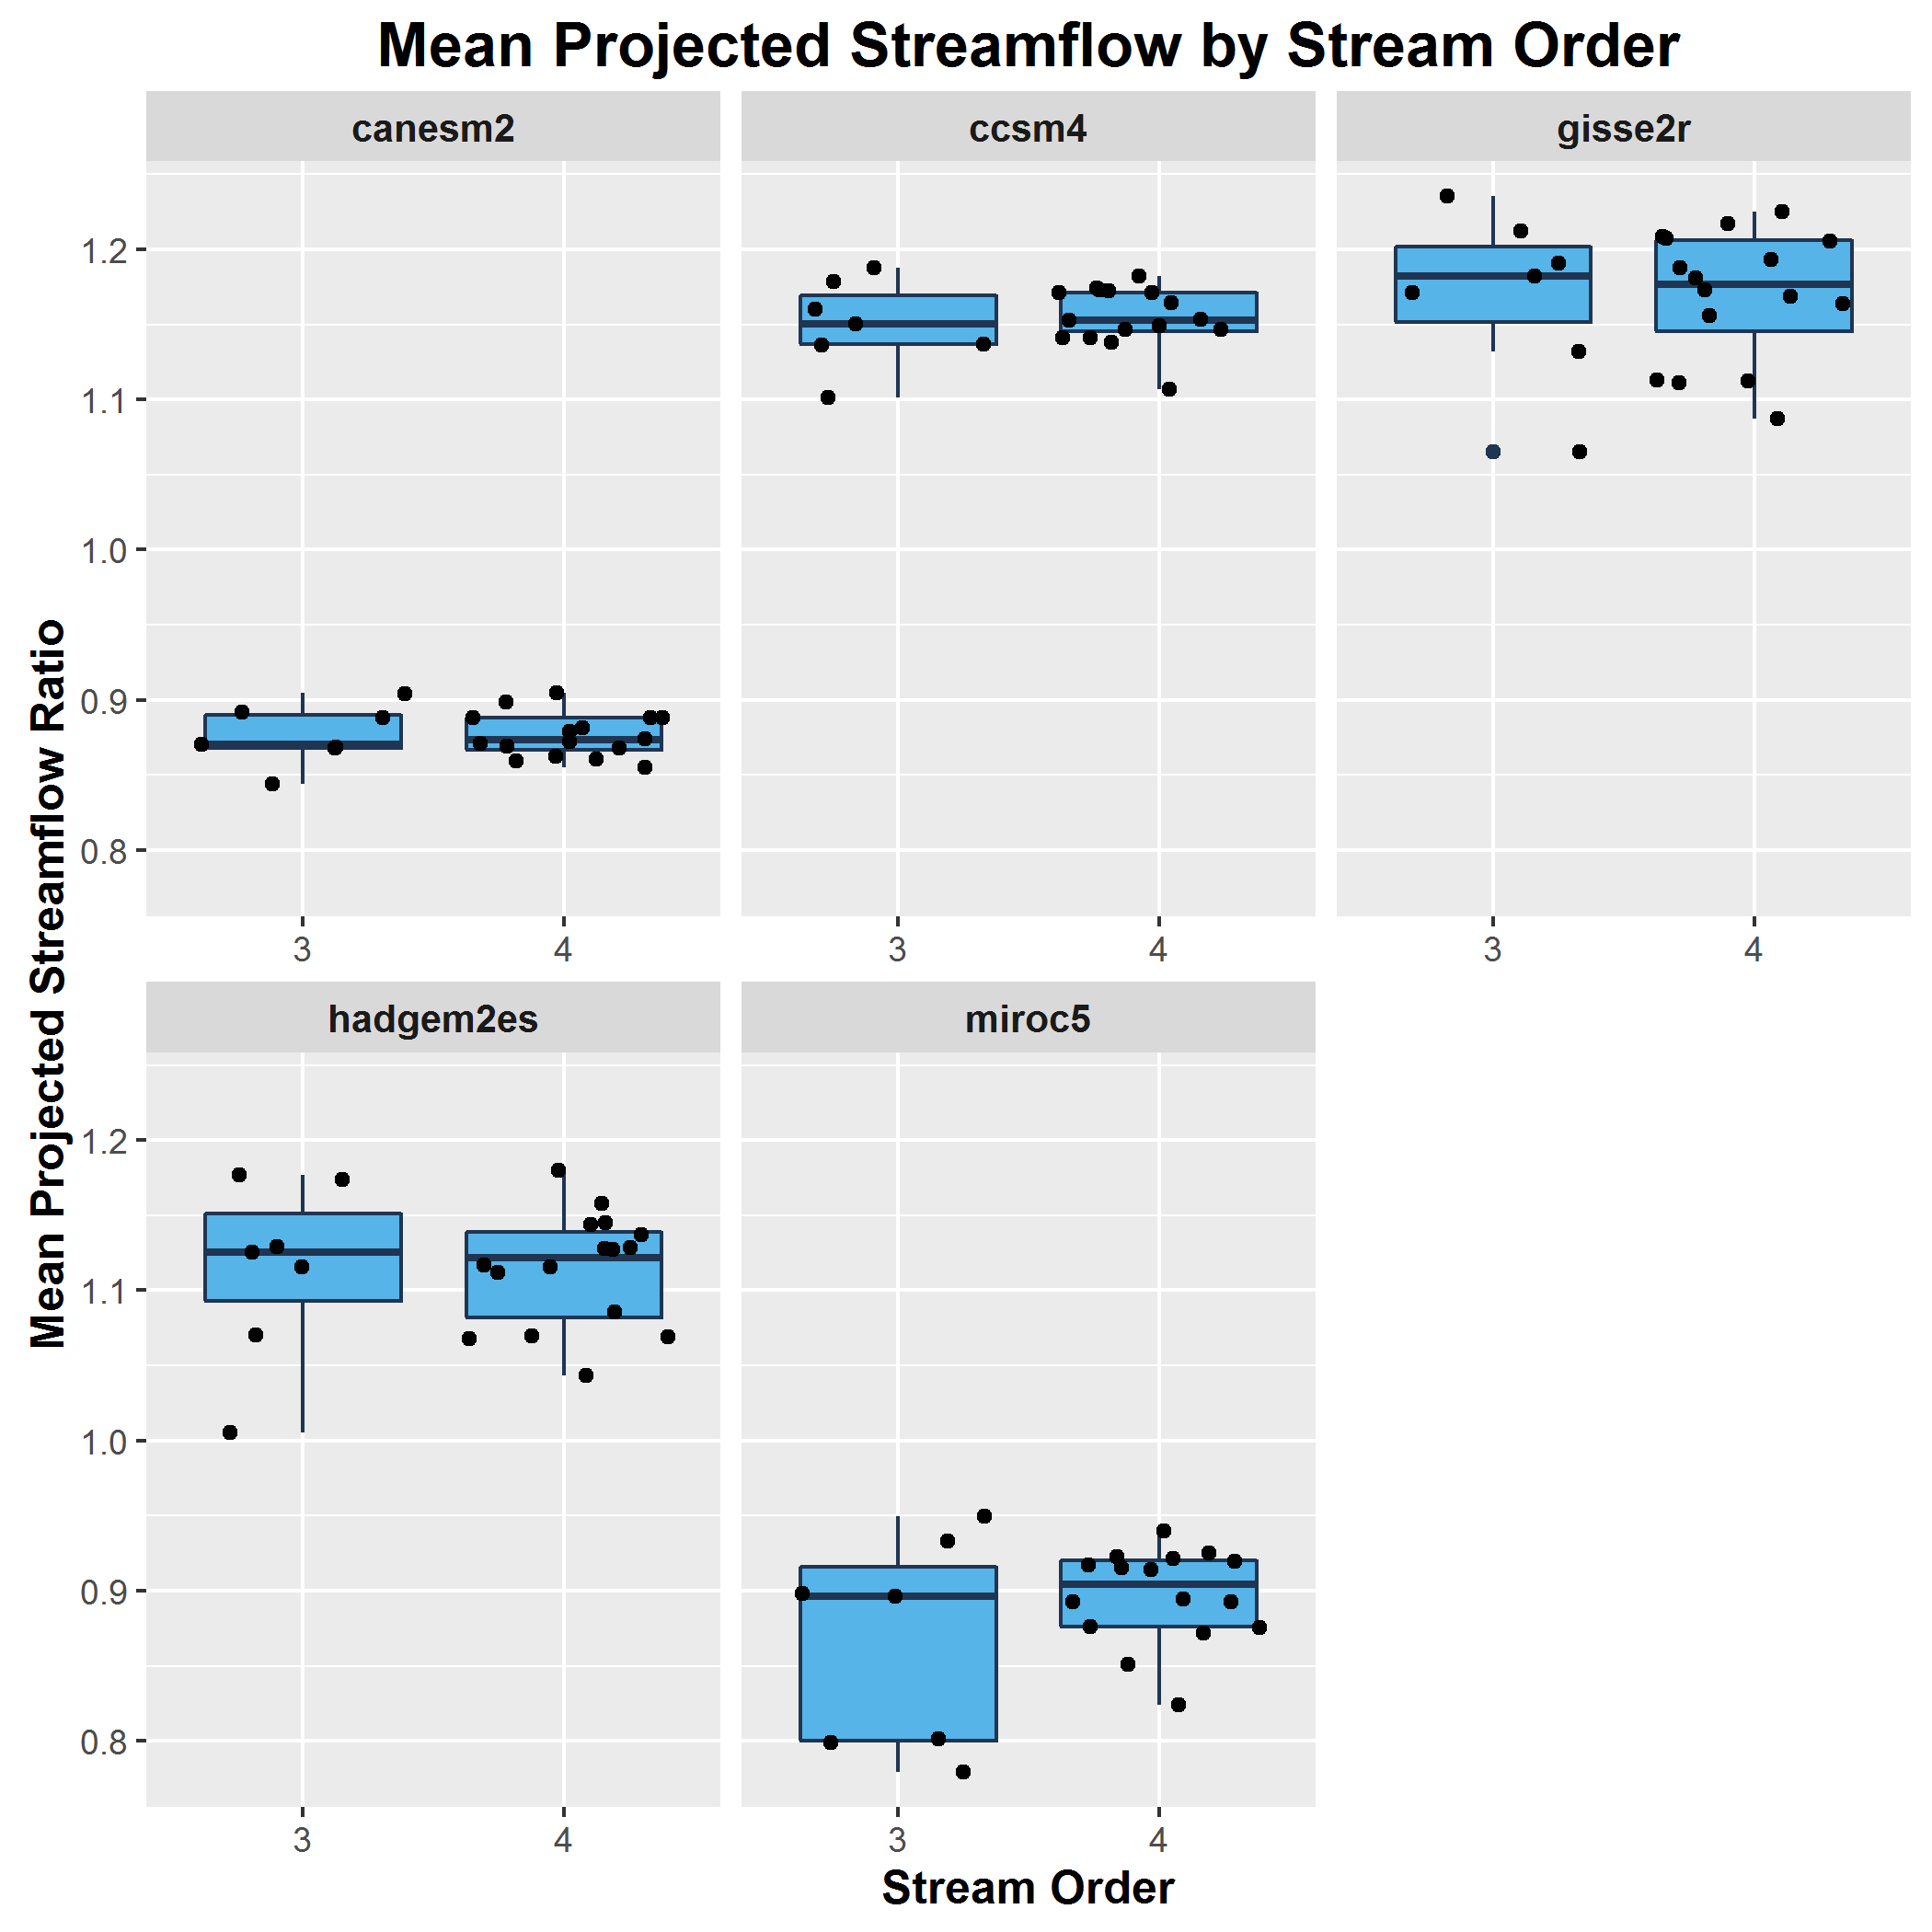 Mean Projected Streamflow by Stream Order
canesm2
ccsm4
gisse2r
Mean Projected Streamflow Ratio
1.2
1.1
1.0
0.9
0.8
3 4
3 4
3 4
hadgem2es
miroc5
1.2
1.1
1.0
0.9
0.8
3 4
3 4
Stream Order